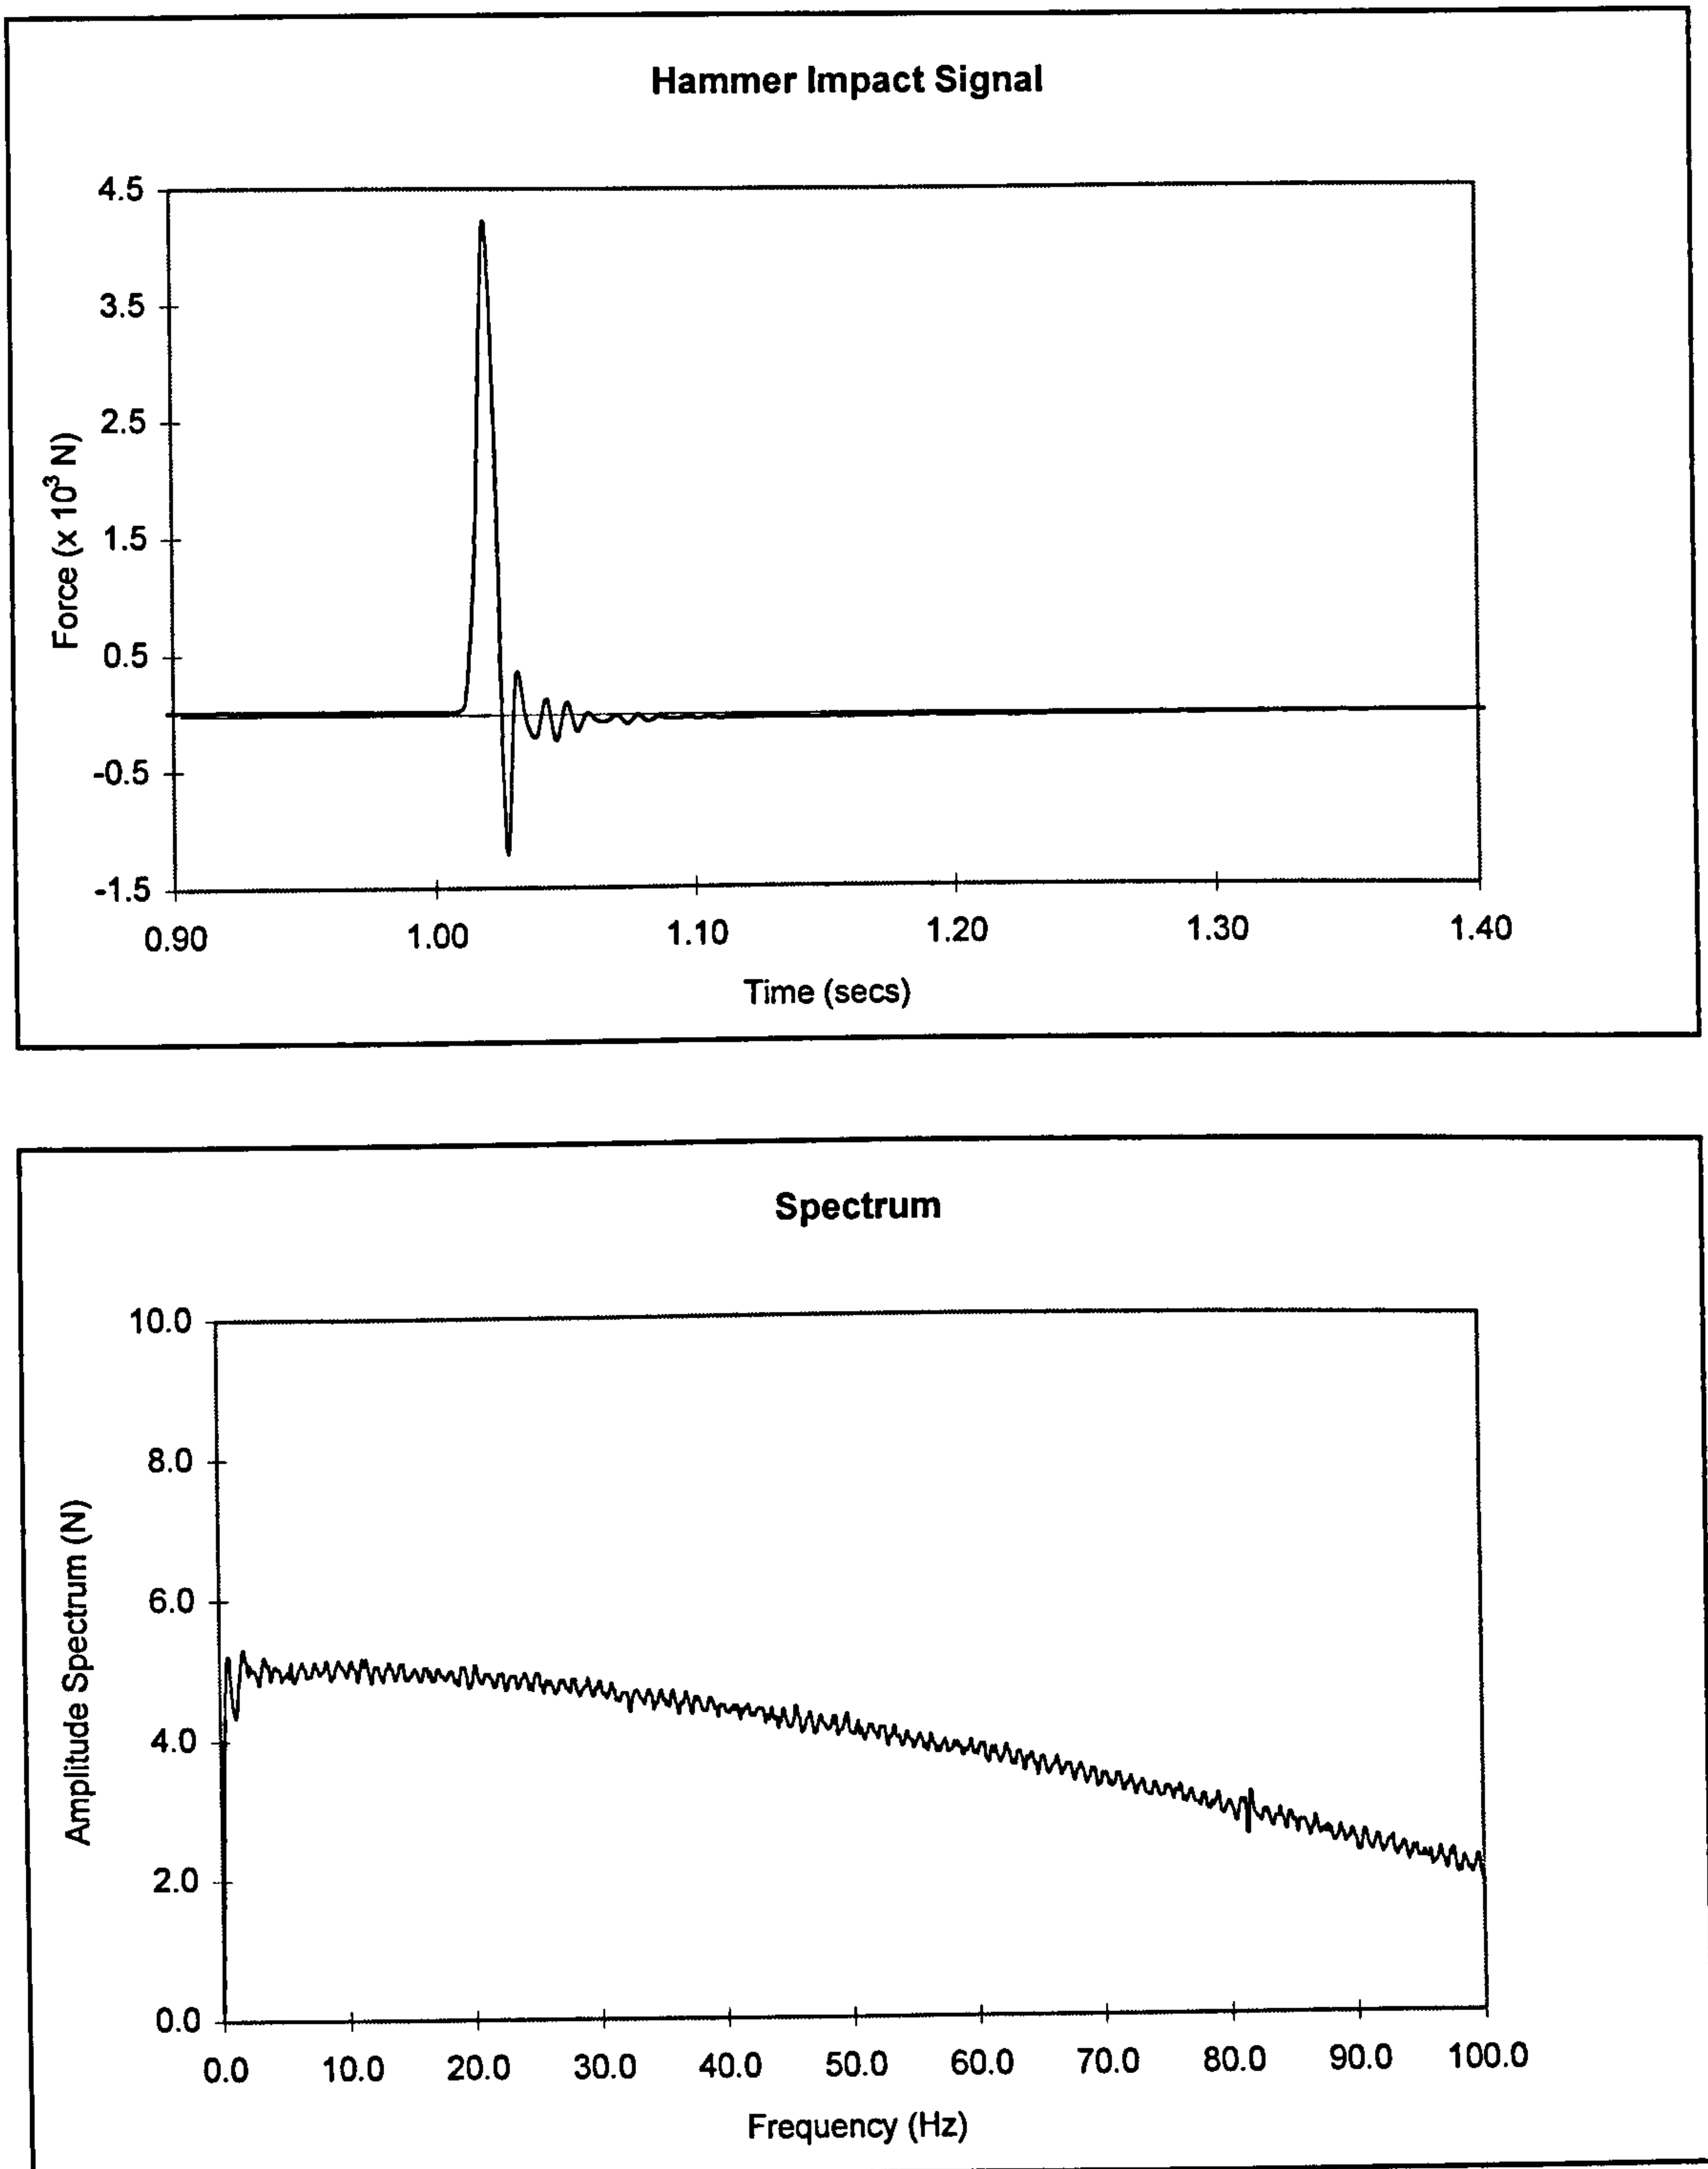 Hammer Impact Signal
4.5
3.5
2.5
1.5
0.5
-0.5
-1.5
Force (x 10³ N)
0.90 1.00 1.10 1.20 1.30 1.40
Time (secs)
Spectrum
10.0
8.0
6.0
4.0
2.0
0.0
Amplitude Spectrum (N)
0.0 10.0 20.0 30.0 40.0 50.0 60.0 70.0 80.0 90.0 100.0
Frequency (Hz)